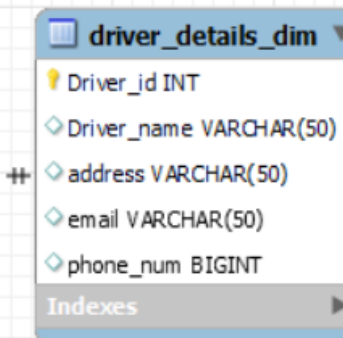 driver_details_dim
Driver_id INT
Driver_name VARCHAR(50)
address VARCHAR(50)
email VARCHAR(50)
phone_num BIGINT
Indexes